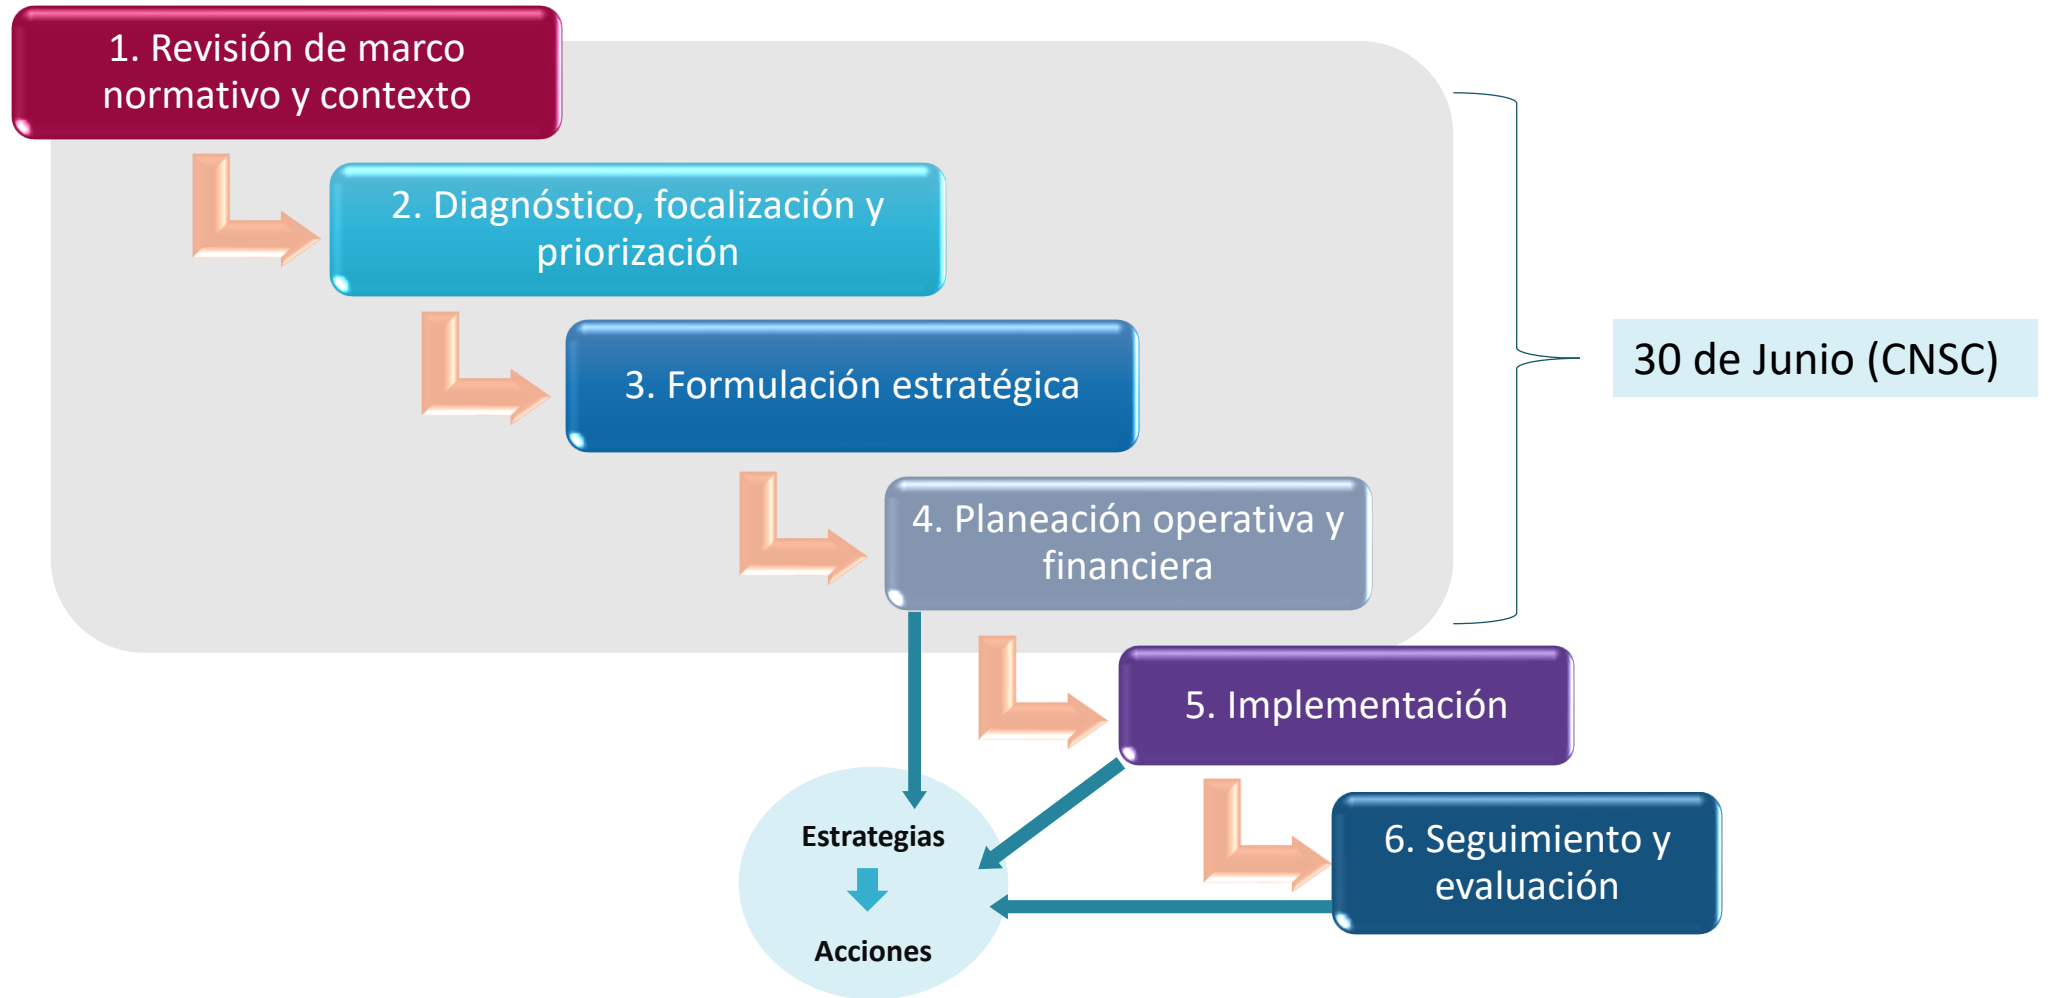 1. Revisión de marco
normativo y contexto
2. Diagnóstico, focalización y
priorización
3. Formulación estratégica
30 de Junio (CNSC)
4. Planeación operativa y
financiera
5. Implementación
6. Seguimiento y
evaluación
Estrategias
Acciones